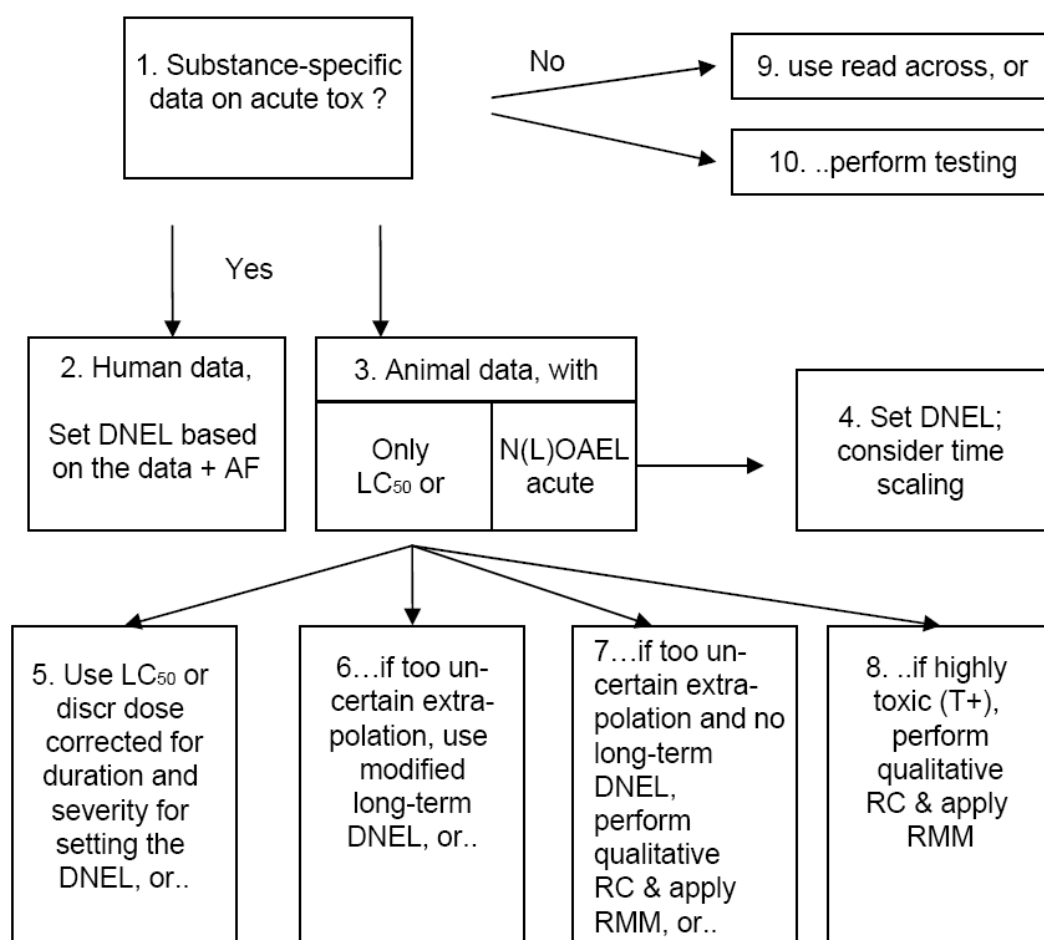 1. Substance-specific
data on acute tox ?
No
9. use read across, or
10. ..perform testing
Yes
2. Human data,
Set DNEL based
on the data + AF
3. Animal data, with
Only
LC50 or
N(L)OAEL
acute
4. Set DNEL;
consider time
scaling
5. Use LC50 or
discr dose
corrected for
duration and
severity for
setting the
DNEL, or..
6...if too un-
certain extra-
polation, use
modified
long-term
DNEL, or..
7...if too un-
certain extra-
polation and no
long-term
DNEL,
perform
qualitative
RC & apply
RMM, or..
8. ..if highly
toxic (T+),
perform
qualitative
RC & apply
RMM